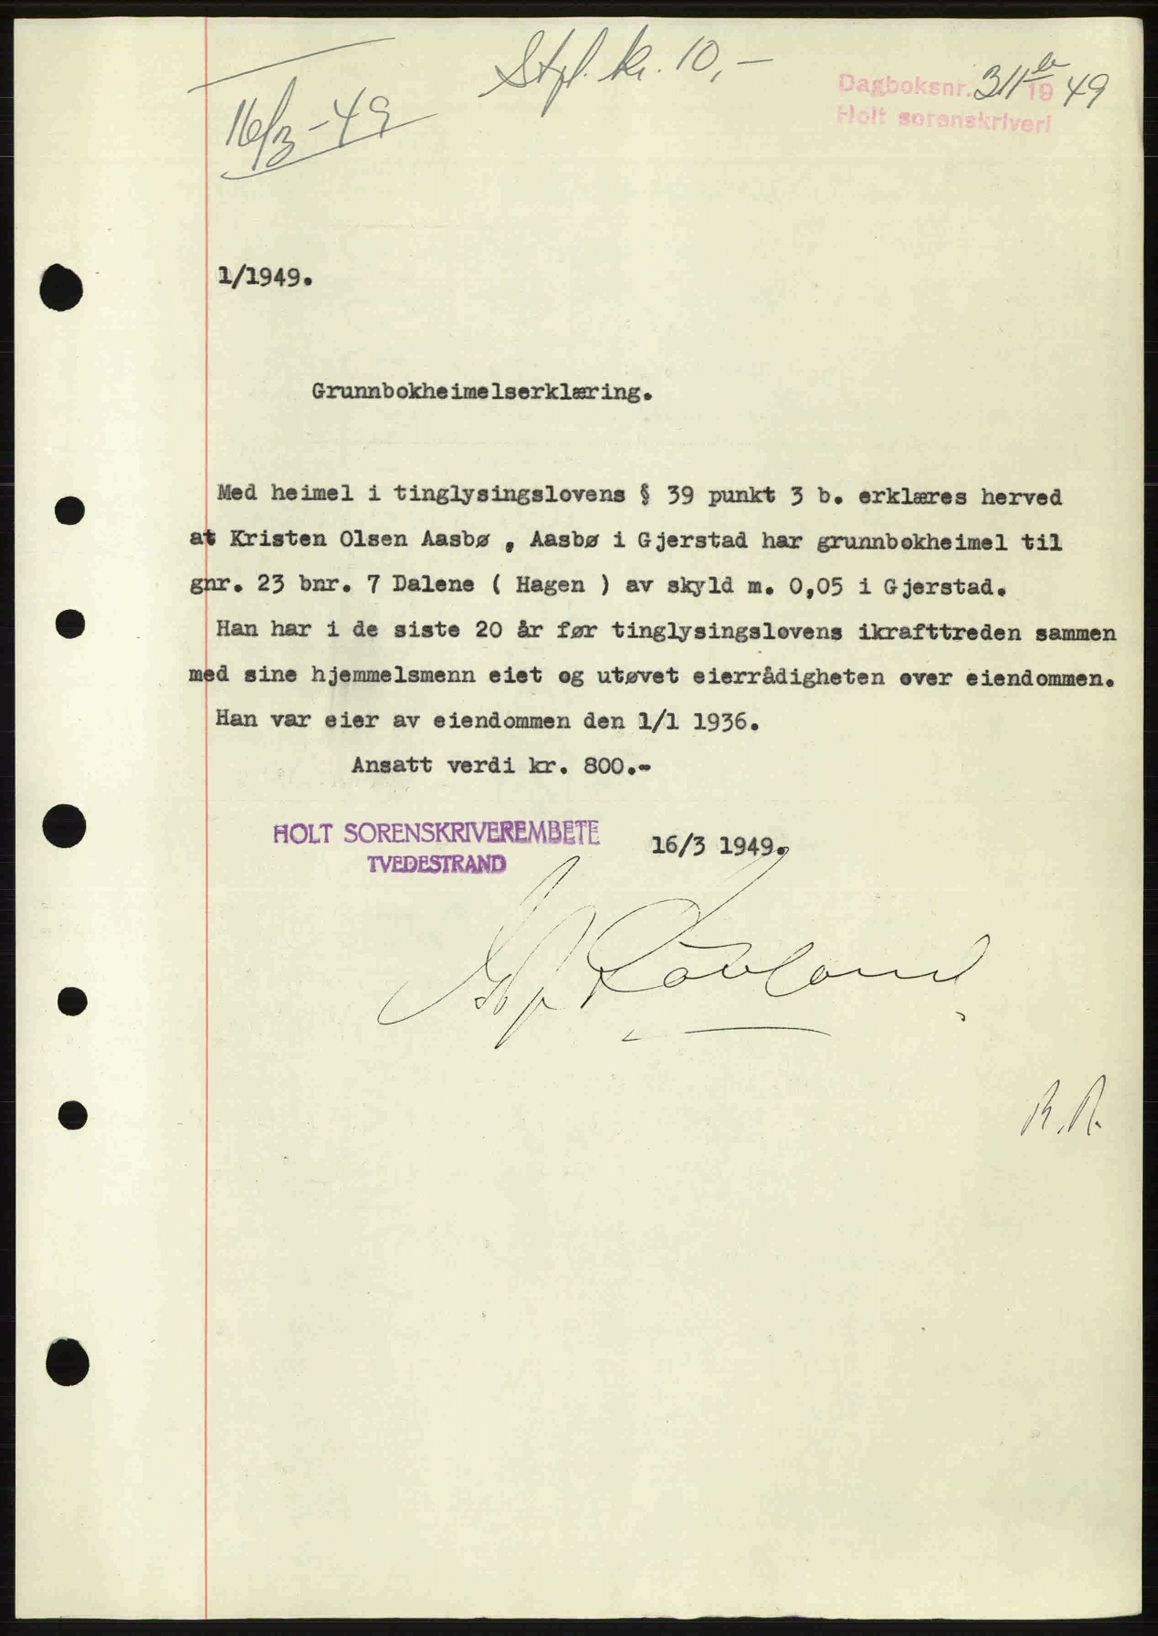 Stpl. kr. 10,-
Dagboksnr. 311 1949
Holt sorenskriveri
16/3-49
1/1949.
Grunnbokheimelserklæring.
Med heimel i tinglysingslovens § 39 punkt 3 b. erklæres herved
at Kristen Olsen Aasbø , Aasbø i Gjerstad har grunnbokheimel til
gnr. 23 bnr. 7 Dalene ( Hagen ) av skyld m. 0,05 i Gjerstad.
Han har i de siste 20 år før tinglysingslovens ikrafttreden sammen
med sine hjemmelsmenn eiet og utøvet eierrådigheten over eiendommen.
Han var eier av eiendommen den 1/1 1936.
Ansatt verdi kr. 800.-
HOLT SORENSKRIVEREMBETE
TVEDESTRAND
16/3 1949.